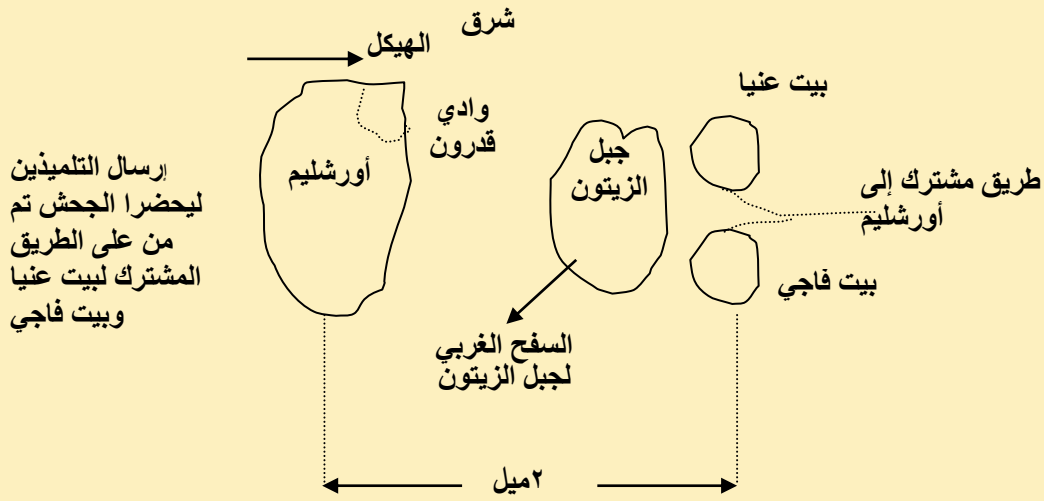 شرق
الهيكل
وادي
قدرون
أورشليم
جبل
الزيتون
بيت عنيا
طريق مشترك إلى
أورشليم
بيت فاجي
إرسال التلميذين
ليحضرا الجحش تم
من على الطريق
المشترك لبيت عنيا
وبيت فاجي
السفح الغربي
لجبل الزيتون
٢ميل